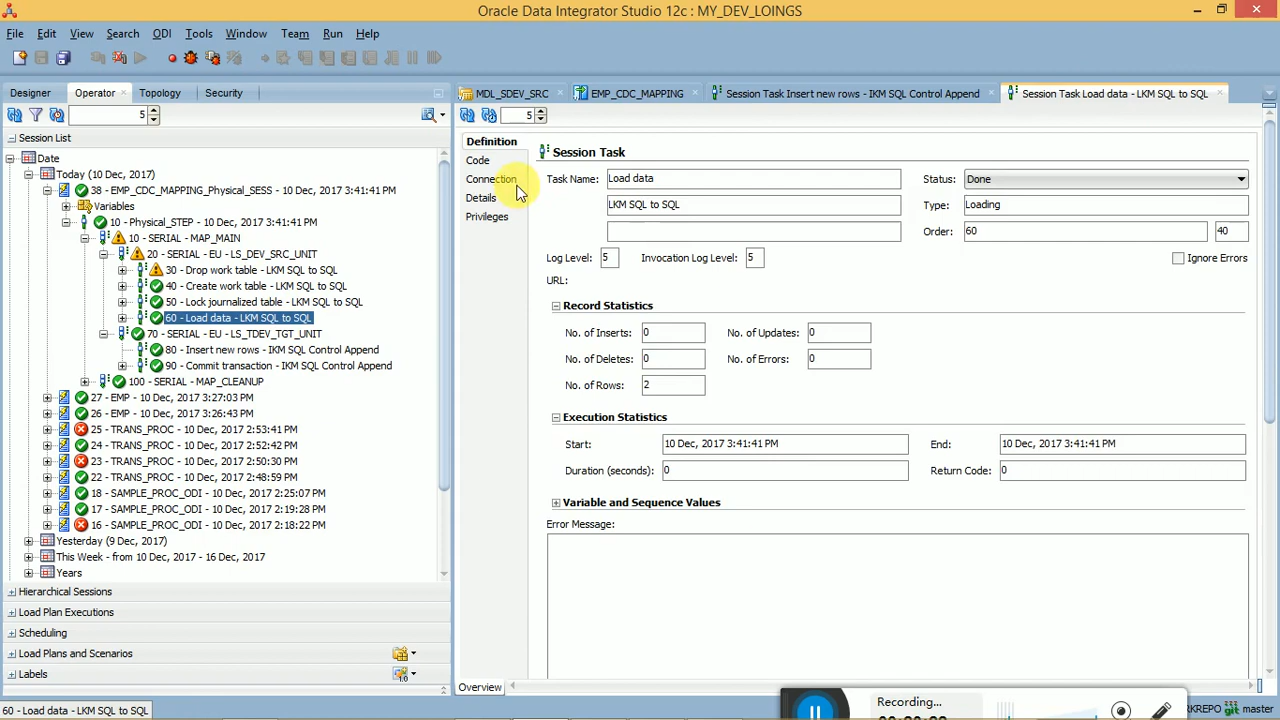 Oracle Data Integrator Studio 12c : MY_DEV_LOINGS
File Edit View Search ODI Tools Window Team Run Help
Designer Operator Topology Security
MDL_SDEV_SRC EMP_CDC_MAPPING Session Task Insert new rows - IKM SQL Control Append Session Task Load data - LKM SQL to SQL
5
5
Session List
Date
Today (10 Dec, 2017)
38 - EMP_CDC_MAPPING_Physical_SESS - 10 Dec, 2017 3:41:41 PM
Variables
10 - Physical_STEP - 10 Dec, 2017 3:41:41 PM
10 - SERIAL - MAP_MAIN
20 - SERIAL - EU - LS_DEV_SRC_UNIT
30 - Drop work table - LKM SQL to SQL
40 - Create work table - LKM SQL to SQL
50 - Lock journalized table - LKM SQL to SQL
60 - Load data - LKM SQL to SQL
70 - SERIAL - EU - LS_TDEV_TGT_UNIT
80 - Insert new rows - IKM SQL Control Append
90 - Commit transaction - IKM SQL Control Append
100 - SERIAL - MAP_CLEANUP
27 - EMP - 10 Dec, 2017 3:27:03 PM
26 - EMP - 10 Dec, 2017 3:26:43 PM
25 - TRANS_PROC - 10 Dec, 2017 2:53:41 PM
24 - TRANS_PROC - 10 Dec, 2017 2:52:42 PM
23 - TRANS_PROC - 10 Dec, 2017 2:50:30 PM
22 - TRANS_PROC - 10 Dec, 2017 2:48:59 PM
18 - SAMPLE_PROC_ODI - 10 Dec, 2017 2:25:07 PM
17 - SAMPLE_PROC_ODI - 10 Dec, 2017 2:19:28 PM
16 - SAMPLE_PROC_ODI - 10 Dec, 2017 2:18:22 PM
Yesterday (9 Dec, 2017)
This Week - from 10 Dec, 2017 - 16 Dec, 2017
Years
Hierarchical Sessions
Load Plan Executions
Scheduling
Load Plans and Scenarios
Labels
60 - Load data - LKM SQL to SQL
Definition
Code
Connection
Details
Privileges
Session Task
Task Name: Load data Status: Done
LKM SQL to SQL Type: Loading
Order: 60 40
Log Level: 5 Invocation Log Level: 5 Ignore Errors
URL:
Record Statistics
No. of Inserts: 0 No. of Updates: 0
No. of Deletes: 0 No. of Errors: 0
No. of Rows: 2
Execution Statistics
Start: 10 Dec, 2017 3:41:41 PM End: 10 Dec, 2017 3:41:41 PM
Duration (seconds): 0 Return Code: 0
Variable and Sequence Values
Error Message:
Overview
Recording...
RKREPO git master